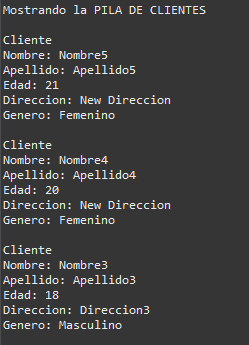 Mostrando la PILA DE CLIENTES
Cliente
Nombre: Nombre5
Apellido: Apellido5
Edad: 21
Direccion: New Direccion
Genero: Femenino
Cliente
Nombre: Nombre4
Apellido: Apellido4
Edad: 20
Direccion: New Direccion
Genero: Femenino
Cliente
Nombre: Nombre3
Apellido: Apellido3
Edad: 18
Direccion: Direccion3
Genero: Masculino